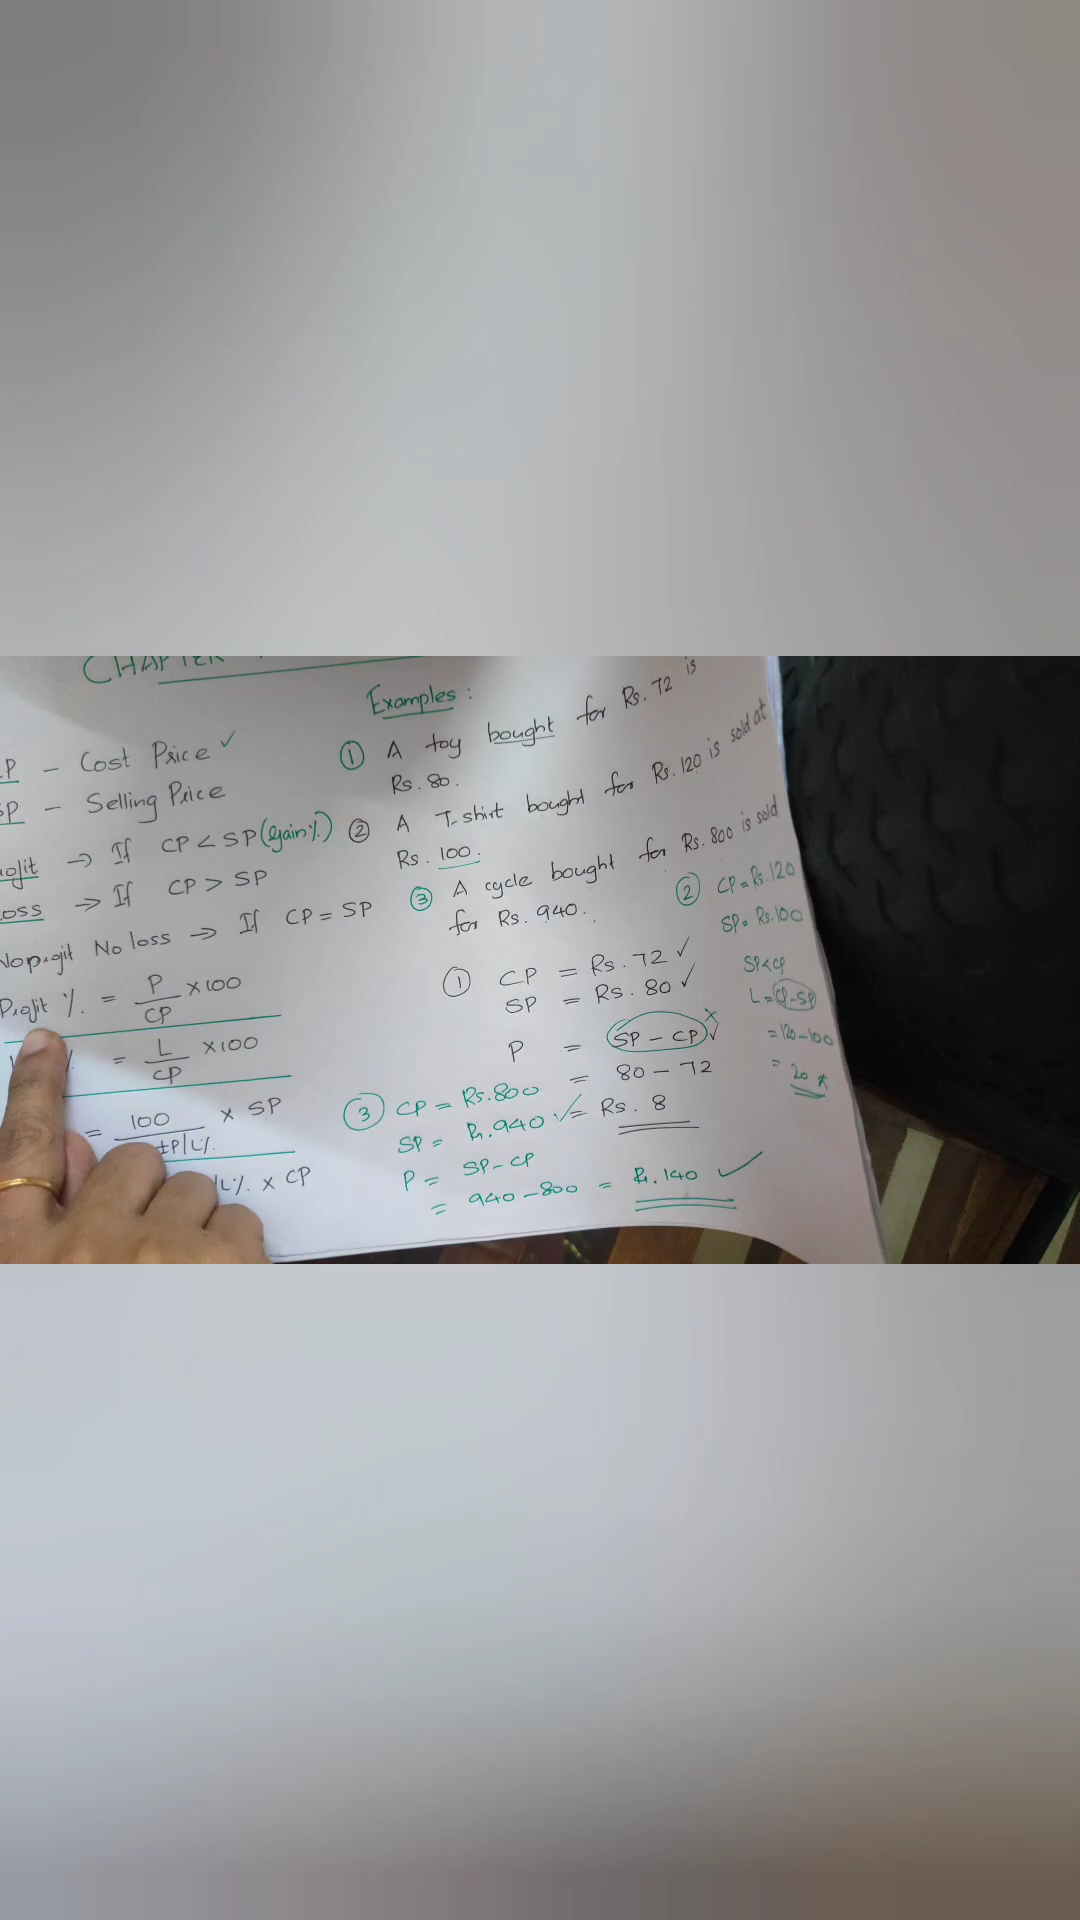 CHAPTER
CP - Cost Price ✓
SP - Selling Price
Profit → If CP < SP (Gain%)
Loss → If CP > SP
No profit No loss → If CP = SP
Profit % = P/CP ×100
% = L/CP ×100
= 100/±P|L% × SP
|L% × CP
Examples :
① A toy bought for Rs. 72 is
Rs. 80.
② A T-shirt bought for Rs. 120 is sold at
Rs. 100.
③ A cycle bought for Rs. 800 is sold
for Rs. 940.
① CP = Rs. 72 ✓
SP = Rs. 80 ✓
P = SP - CP
= 80 - 72
= Rs. 8
② CP = Rs. 120
SP = Rs. 100
SP < CP
L = CP - SP
= 120 - 100
= 20
③ CP = Rs. 800
SP = Rs. 940
P = SP - CP
= 940 - 800 = Rs. 140 ✓